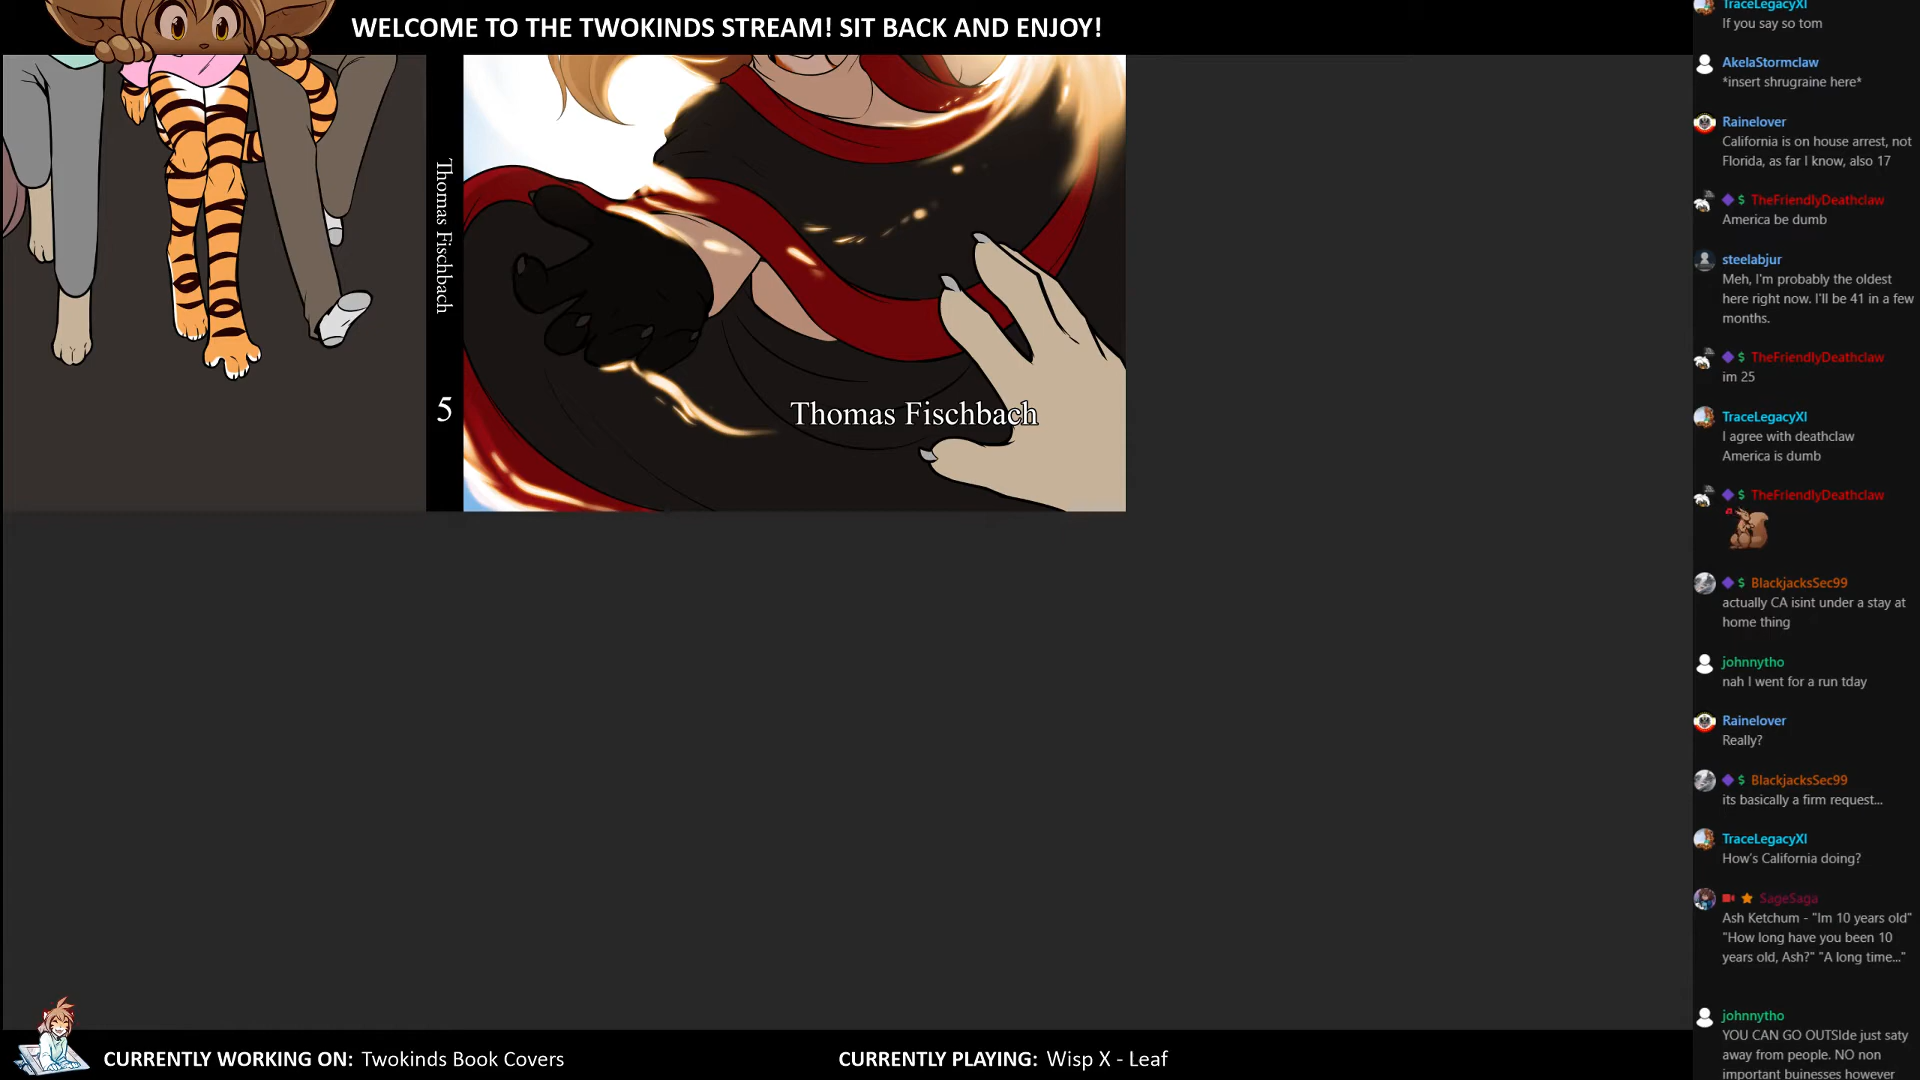 WELCOME TO THE TWOKINDS STREAM! SIT BACK AND ENJOY!
Thomas Fischbach
5
Thomas Fischbach
CURRENTLY WORKING ON: Twokinds Book Covers
CURRENTLY PLAYING: Wisp X - Leaf
TraceLegacyXI
If you say so tom
AkelaStormclaw
*insert shrugraine here*
Rainelover
California is on house arrest, not
Florida, as far I know, also 17
$ TheFriendlyDeathclaw
America be dumb
steelabjur
Meh, I'm probably the oldest
here right now. I'll be 41 in a few
months.
$ TheFriendlyDeathclaw
im 25
TraceLegacyXI
I agree with deathclaw
America is dumb
$ TheFriendlyDeathclaw
$ BlackjacksSec99
actually CA isint under a stay at
home thing
johnnytho
nah I went for a run tday
Rainelover
Really?
$ BlackjacksSec99
its basically a firm request...
TraceLegacyXI
How's California doing?
SageSaga
Ash Ketchum - "Im 10 years old"
"How long have you been 10
years old, Ash?" "A long time..."
johnnytho
YOU CAN GO OUTSIde just saty
away from people. NO non
important buinesses however